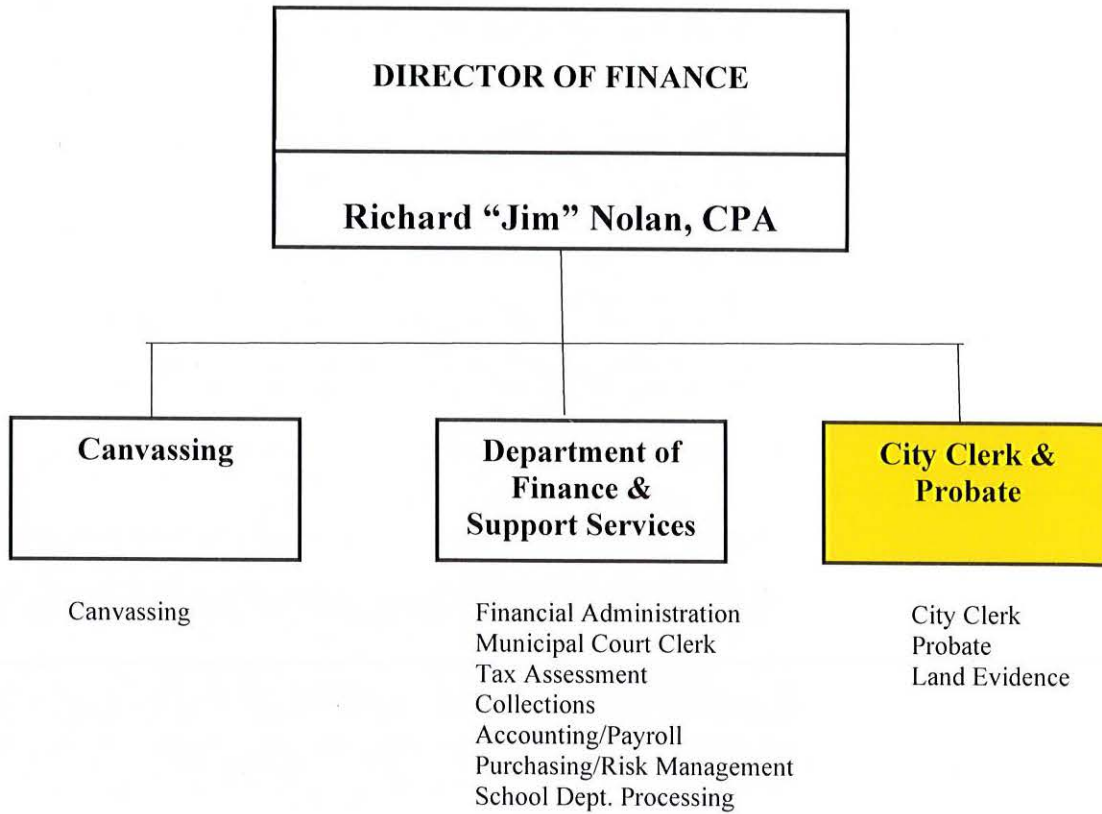 DIRECTOR OF FINANCE
Richard “Jim” Nolan, CPA
Canvassing
Department of
Finance &
Support Services
City Clerk &
Probate
Canvassing
Financial Administration
Municipal Court Clerk
Tax Assessment
Collections
Accounting/Payroll
Purchasing/Risk Management
School Dept. Processing
City Clerk
Probate
Land Evidence